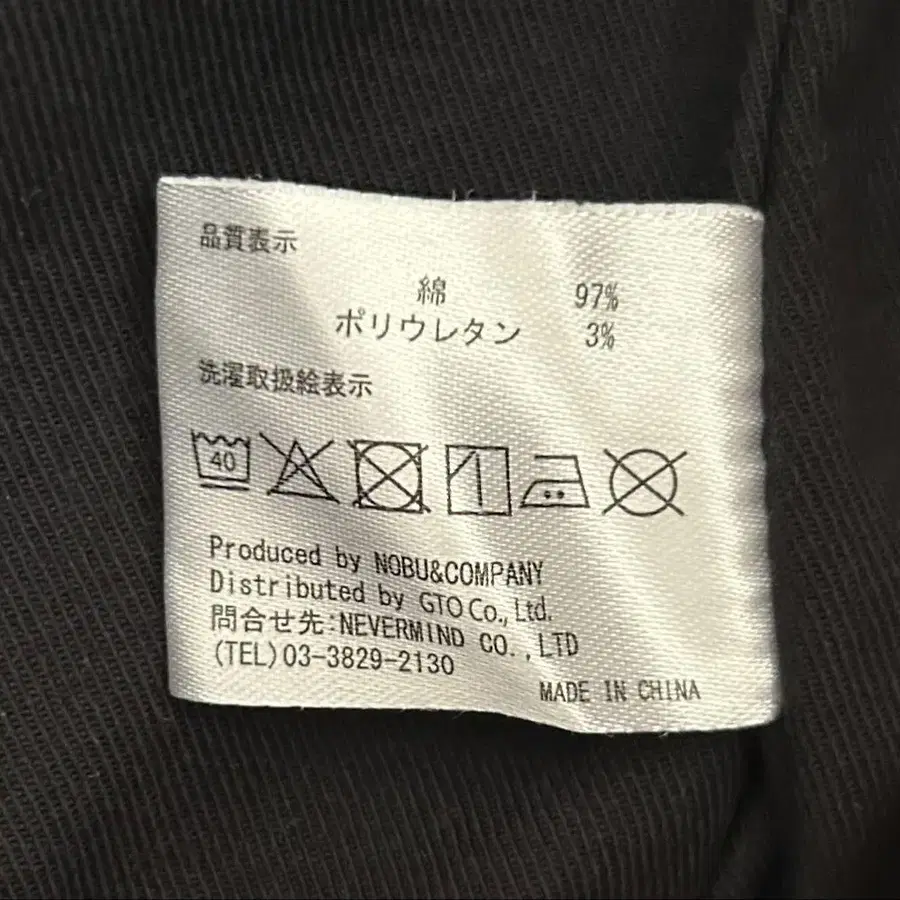 品質表示
綿 97%
ポリウレタン 3%
洗濯取扱絵表示
40
Produced by NOBU&COMPANY
Distributed by GTO Co., Ltd.
問合せ先:NEVERMIND CO.,LTD
(TEL)03-3829-2130
MADE IN CHINA